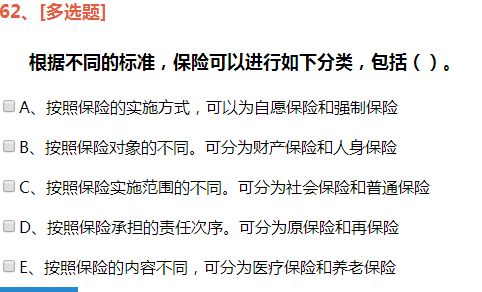 62、[多选题]
根据不同的标准，保险可以进行如下分类，包括（ ）。
A、按照保险的实施方式，可以为自愿保险和强制保险
B、按照保险对象的不同。可分为财产保险和人身保险
C、按照保险实施范围的不同。可分为社会保险和普通保险
D、按照保险承担的责任次序。可分为原保险和再保险
E、按照保险的内容不同，可分为医疗保险和养老保险